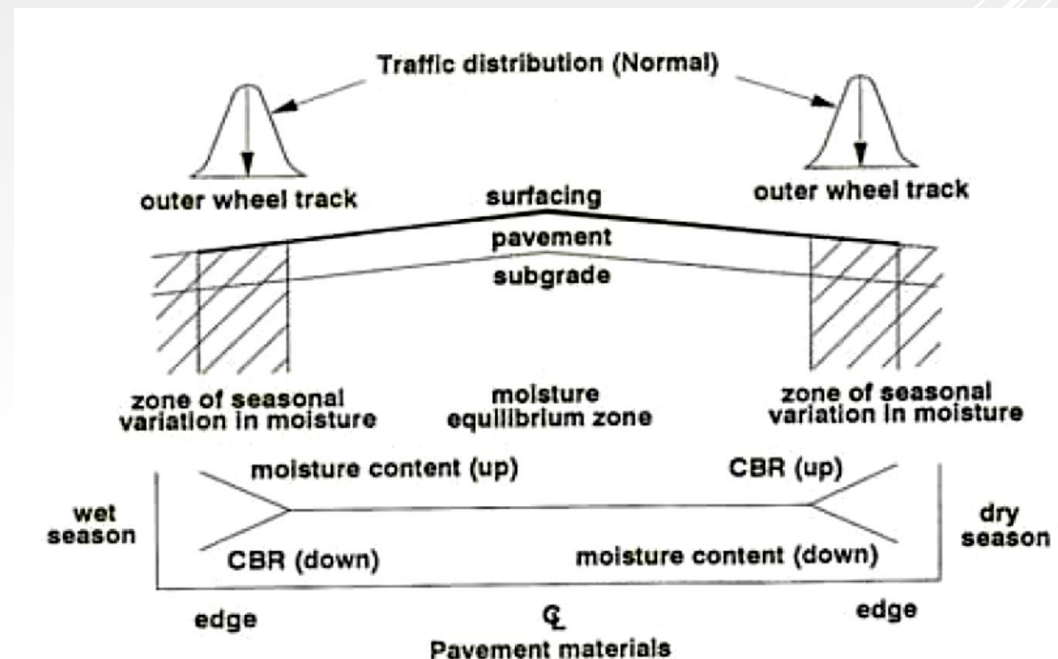 Traffic distribution (Normal)
outer wheel track
outer wheel track
surfacing
pavement
subgrade
zone of seasonal
variation in moisture
moisture
equilibrium zone
zone of seasonal
variation in moisture
moisture content (up)
CBR (up)
wet
season
dry
season
CBR (down)
moisture content (down)
edge
℄
edge
Pavement materials